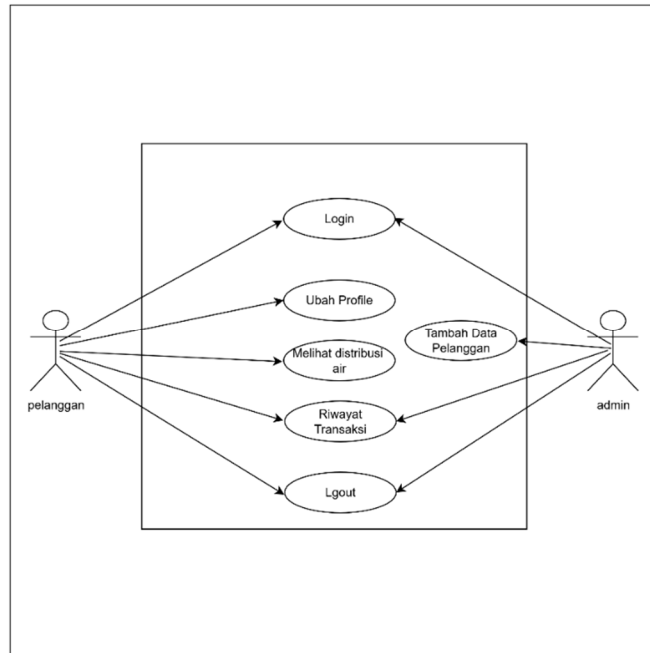 Login
Ubah Profile
Tambah Data
Pelanggan
Melihat distribusi
air
pelanggan
admin
Riwayat
Transaksi
Lgout